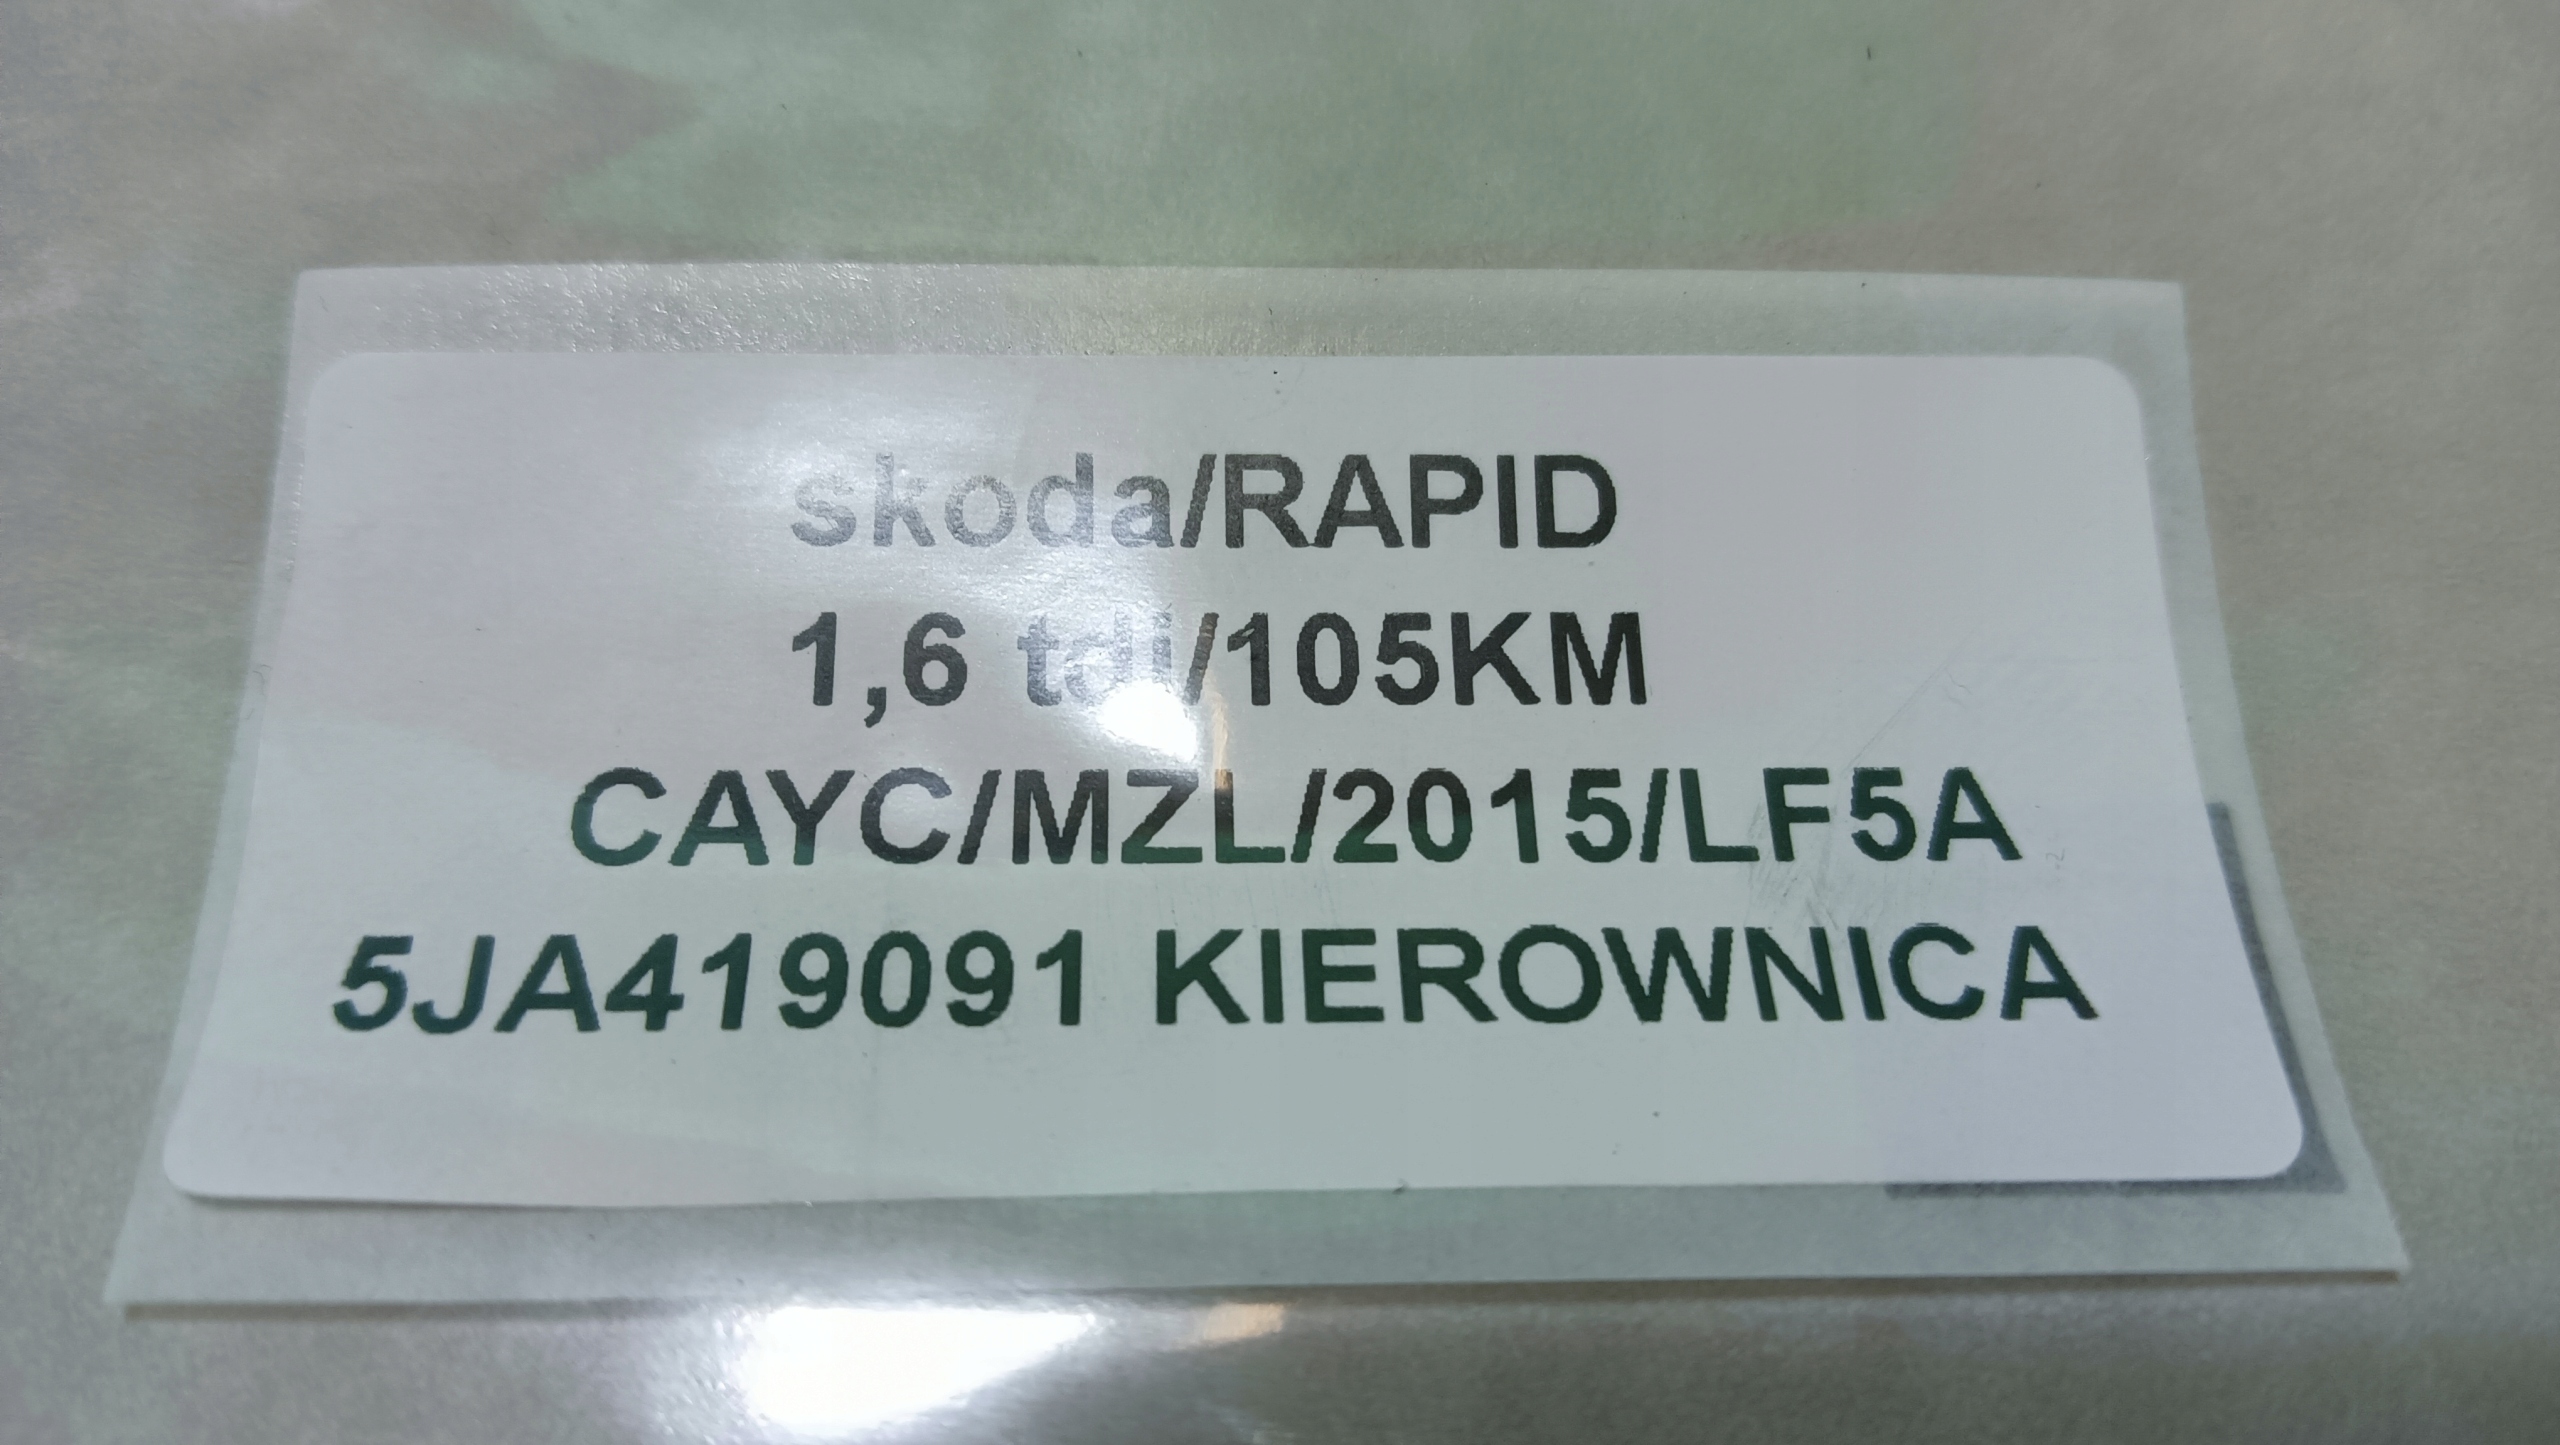 skoda/RAPID
1,6 tdi/105KM
CAYC/MZL/2015/LF5A
5JA419091 KIEROWNICA